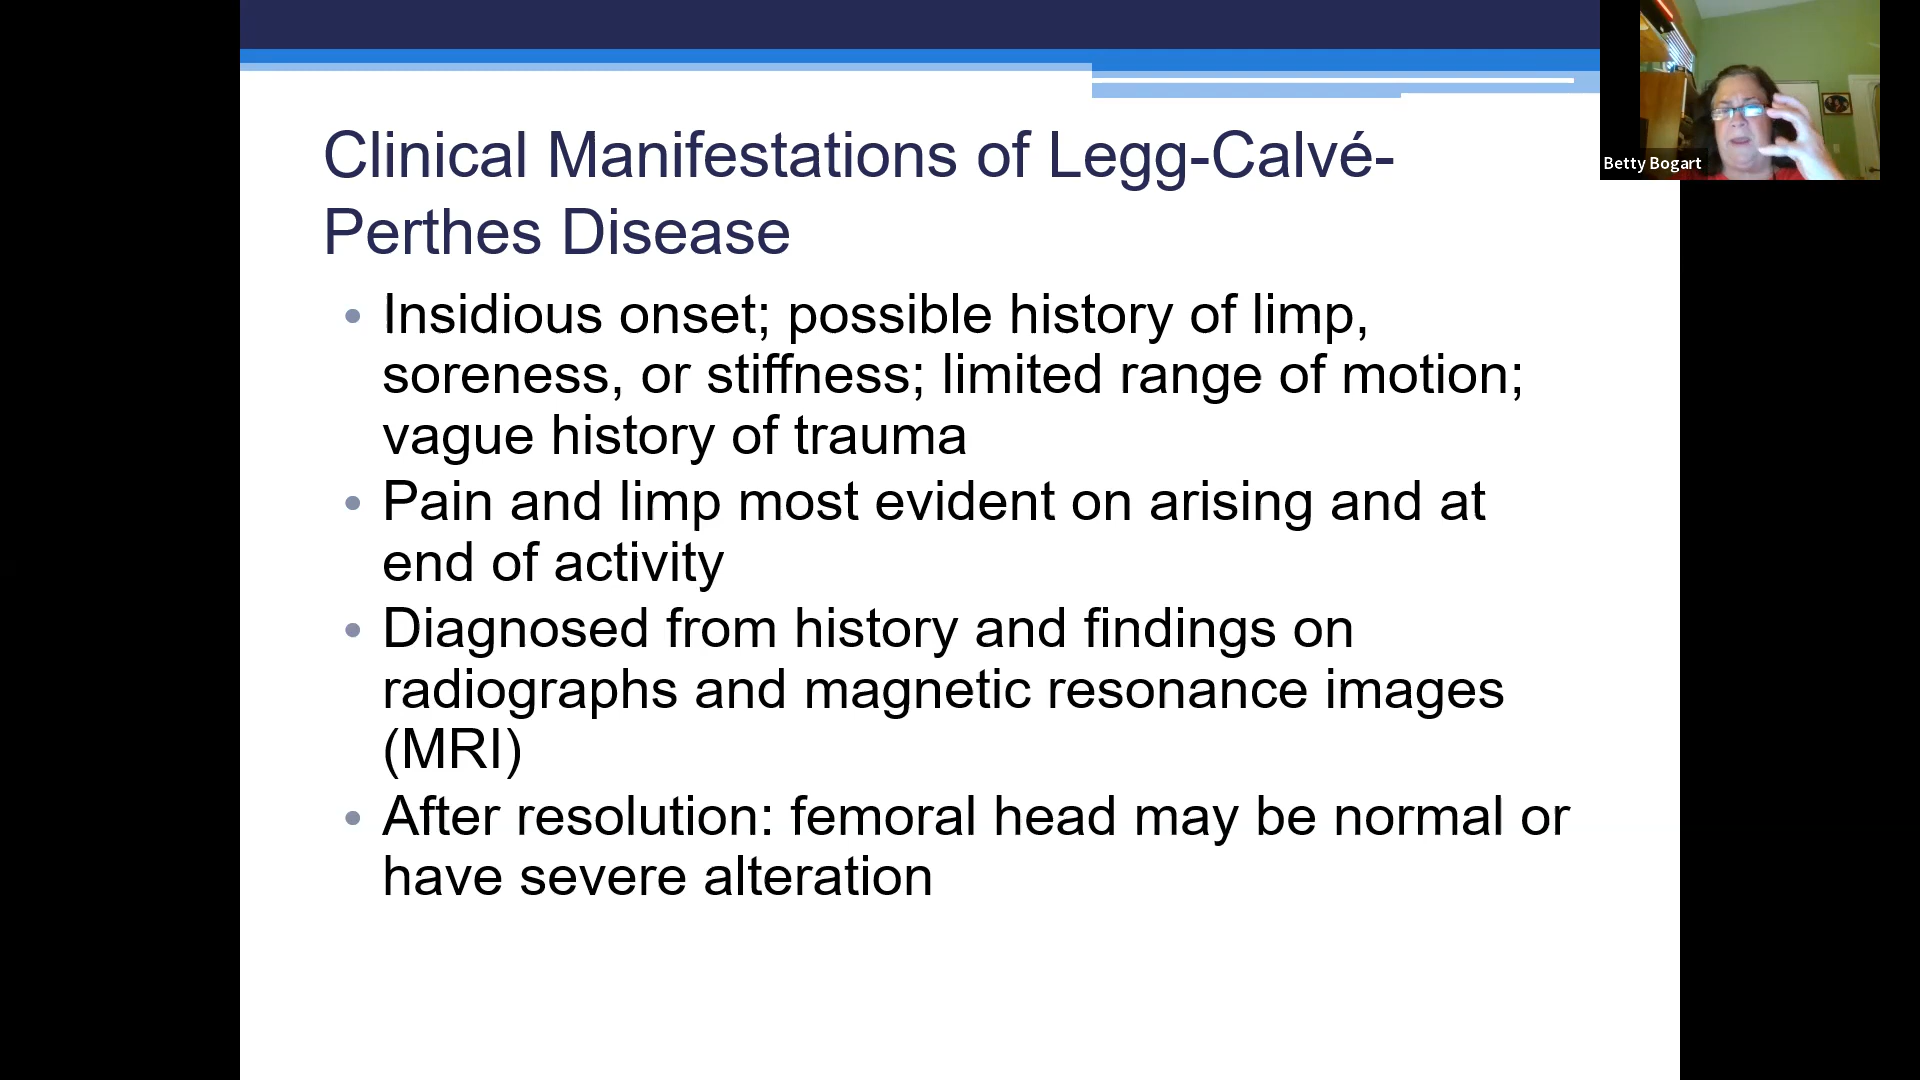 Clinical Manifestations of Legg-Calvé-
Perthes Disease
• Insidious onset; possible history of limp,
soreness, or stiffness; limited range of motion;
vague history of trauma
• Pain and limp most evident on arising and at
end of activity
• Diagnosed from history and findings on
radiographs and magnetic resonance images
(MRI)
• After resolution: femoral head may be normal or
have severe alteration
Betty Bogart